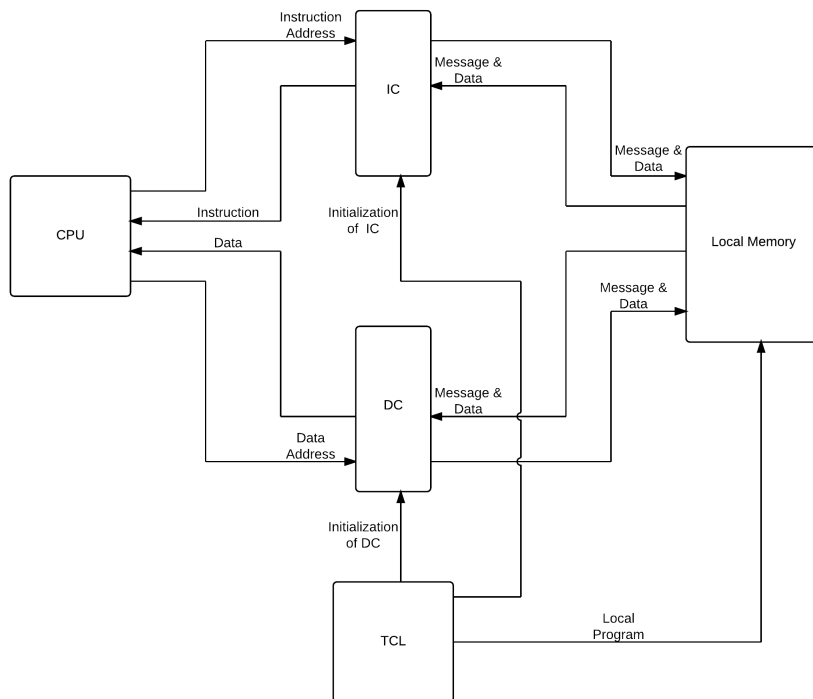 Instruction
Address
IC
Message &
Data
Message &
Data
CPU
Instruction
Initialization
of IC
Data
Local Memory
Message &
Data
DC
Message &
Data
Data
Address
Initialization
of DC
TCL
Local
Program